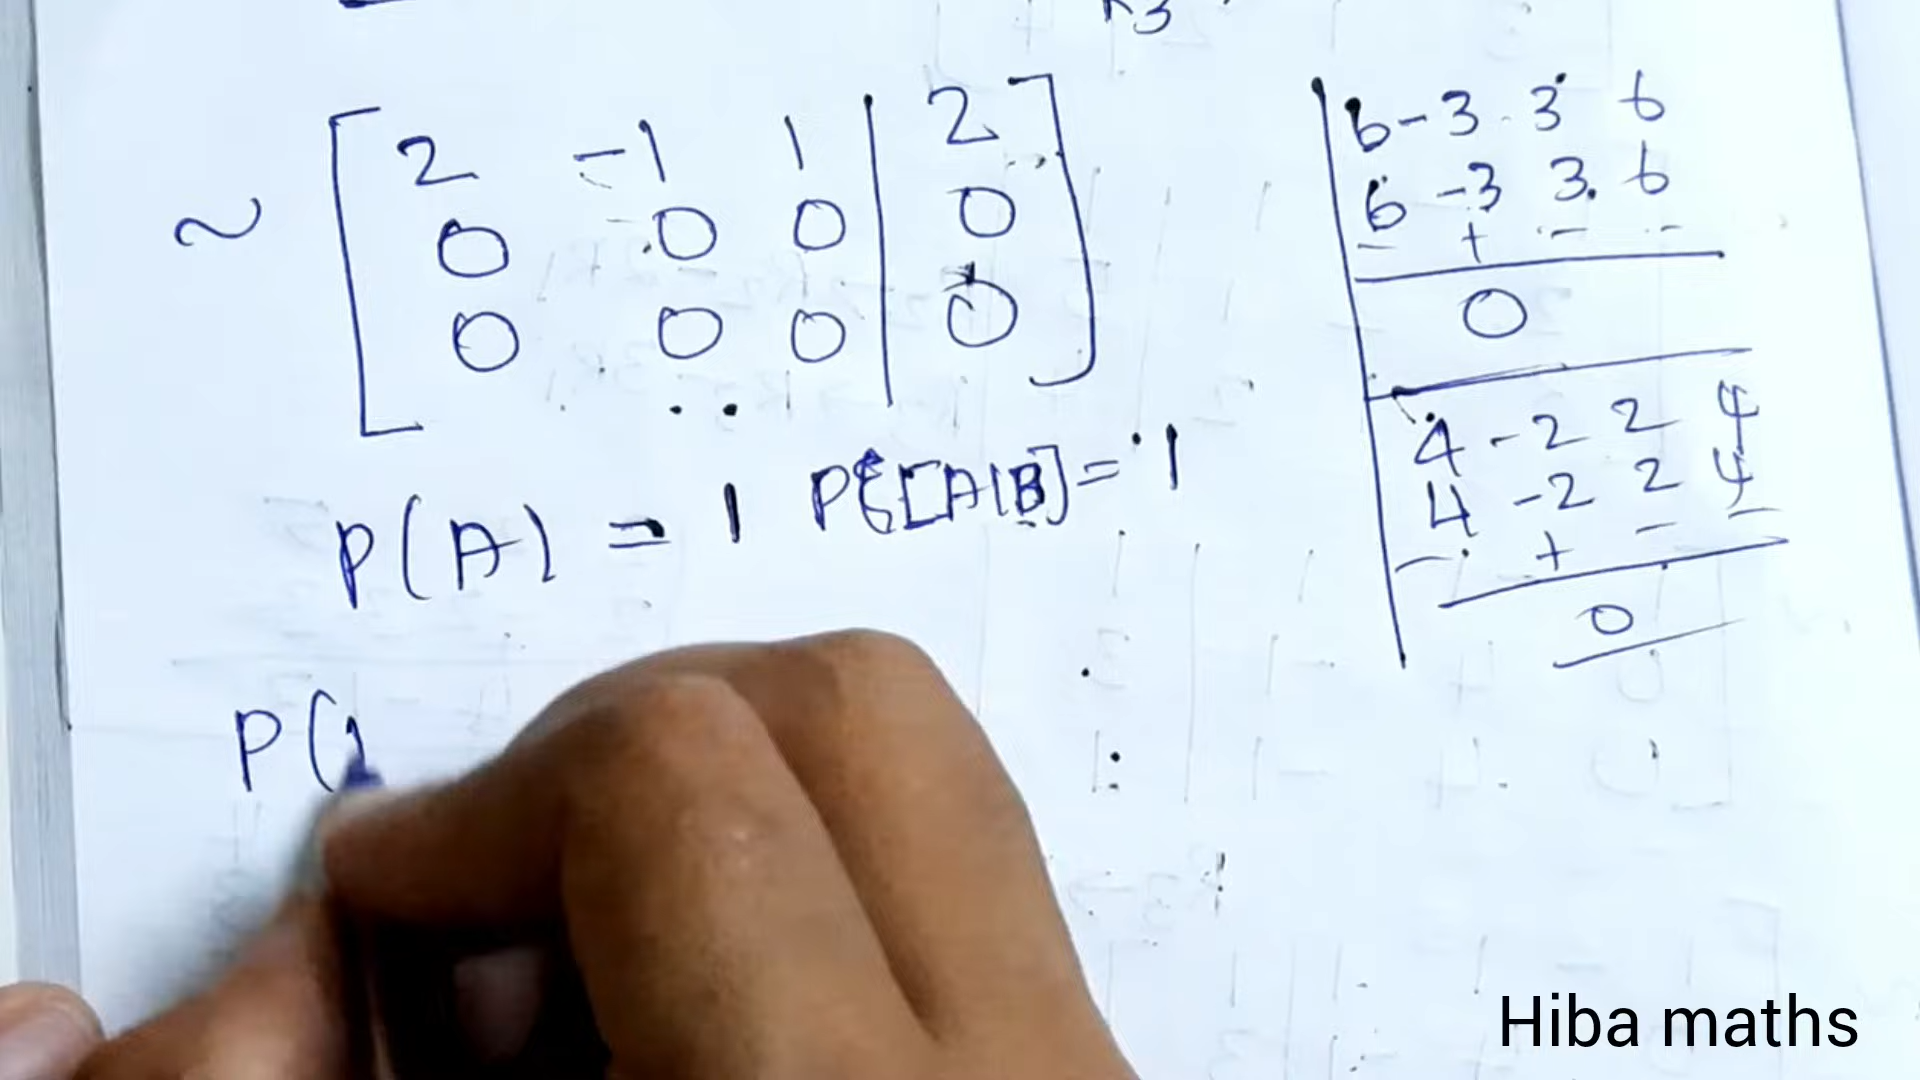 R3
~ [ 2 -1 1 | 2 ]
0 0 0 | 0
0 0 0 | 0
P(A) = 1 P([A|B] = 1
P(
6 -3 3 6
6 -3 3 6
- + - -
0
4 -2 2 4
4 -2 2 4
- + - -
0
Hiba maths